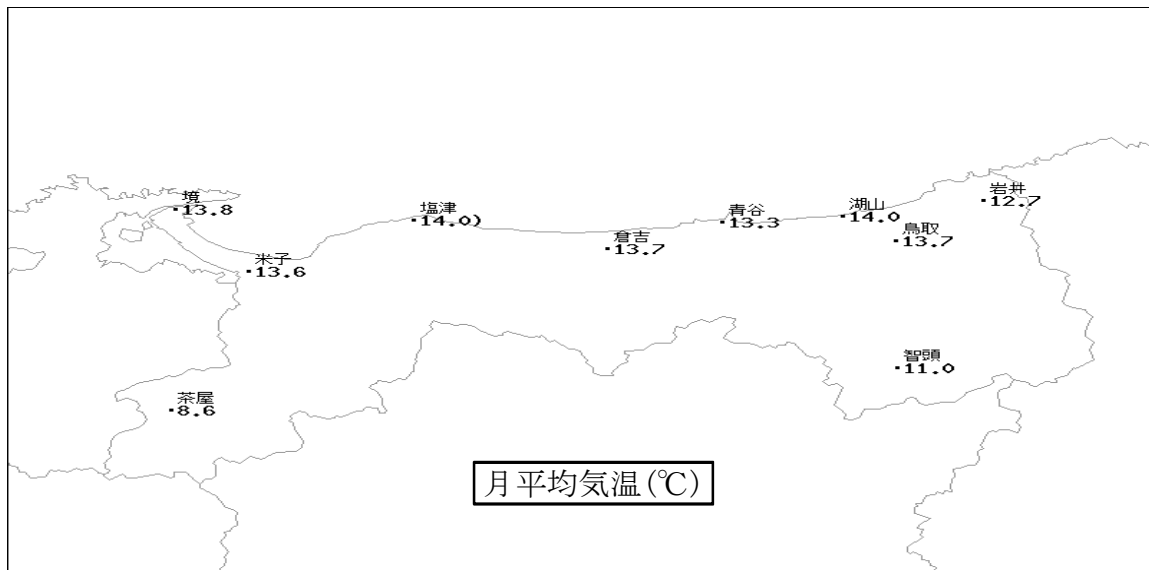 境
・13.8
塩津
・14.0)
青谷
・13.3
湖山
・14.0
岩井
・12.7
倉吉
・13.7
鳥取
・13.7
米子
・13.6
智頭
・11.0
茶屋
・8.6
月平均気温(℃)